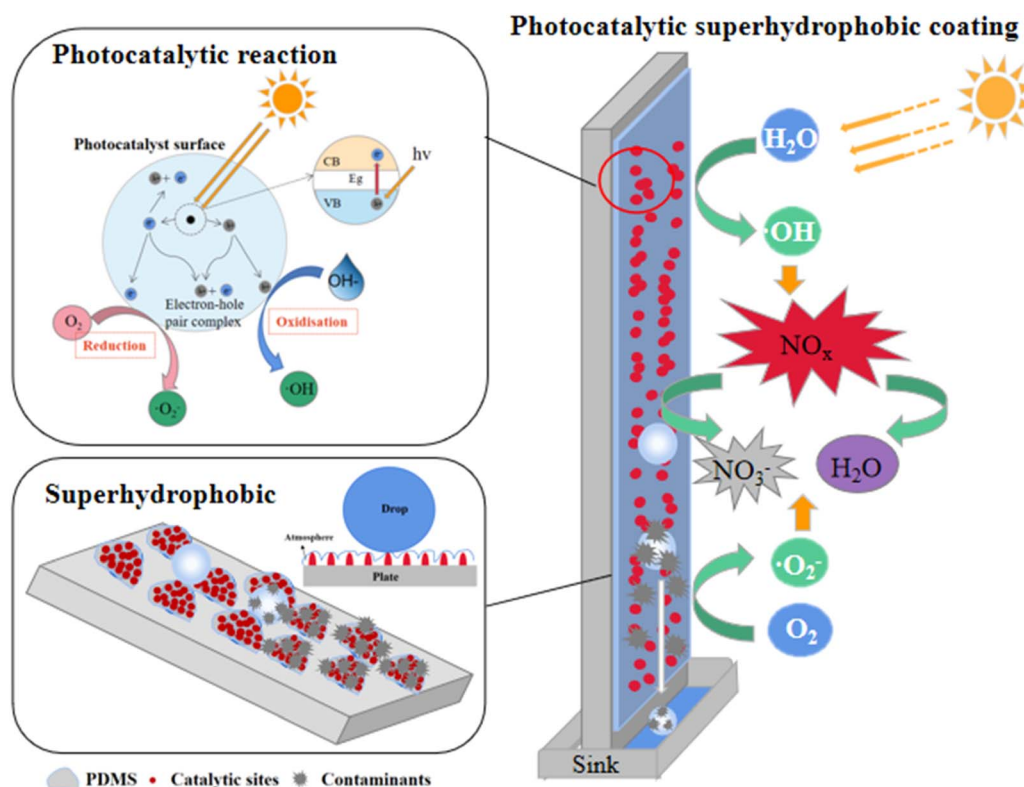 Photocatalytic superhydrophobic coating
Photocatalytic reaction
Photocatalyst surface
CB
Eg
VB
hv
e⁻
h+
h+ + e⁻
e⁻
h+
e⁻
h+ + e⁻
h+
Electron-hole
pair complex
OH-
Oxidisation
O₂
Reduction
·OH
·O₂⁻
Superhydrophobic
Drop
Atmosphere
Plate
PDMS
Catalytic sites
Contaminants
H₂O
·OH
NOₓ
NO₃⁻
H₂O
·O₂⁻
O₂
Sink